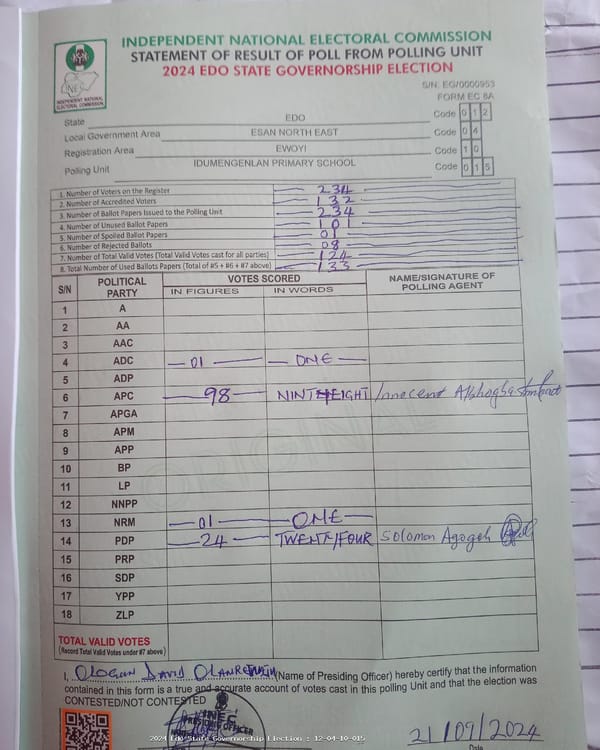 INDEPENDENT NATIONAL ELECTORAL COMMISSION
STATEMENT OF RESULT OF POLL FROM POLLING UNIT
2024 EDO STATE GOVERNORSHIP ELECTION
INDEPENDENT NATIONAL ELECTORAL COMMISSION
S/N. EG/0000953
FORM EC 8A
State EDO Code 0 1 2
Local Government Area ESAN NORTH EAST Code 0 4
Registration Area EWOYI Code 1 0
Polling Unit IDUMENGENLAN PRIMARY SCHOOL Code 0 1 5
1. Number of Voters on the Register 234
2. Number of Accredited Voters 132
3. Number of Ballot Papers Issued to the Polling Unit 234
4. Number of Unused Ballot Papers 101
5. Number of Spoiled Ballot Papers 01
6. Number of Rejected Ballots 08
7. Number of Total Valid Votes (Total Valid Votes cast for all parties) 124
8. Total Number of Used Ballots Papers (Total of #5 + #6 + #7 above) 133
S/N POLITICAL PARTY VOTES SCORED NAME/SIGNATURE OF POLLING AGENT
IN FIGURES IN WORDS
1 A
2 AA
3 AAC
4 ADC 01 ONE
5 ADP
6 APC 98 NINTHEIGHT Innocent
7 APGA
8 APM
9 APP
10 BP
11 LP
12 NNPP
13 NRM 01 ONE
14 PDP 24 TWENTY/FOUR Solomon Agogeh
15 PRP
16 SDP
17 YPP
18 ZLP
ORIGINAL
TOTAL VALID VOTES
(Record Total Valid Votes under #7 above)
I, OLOGUN DAVID (Name of Presiding Officer) hereby certify that the information
contained in this form is a true and accurate account of votes cast in this polling Unit and that the election was
CONTESTED/NOT CONTESTED
INEC
21/09/2024
Date
2024 Edo State Governorship Election : 12-04-10-015